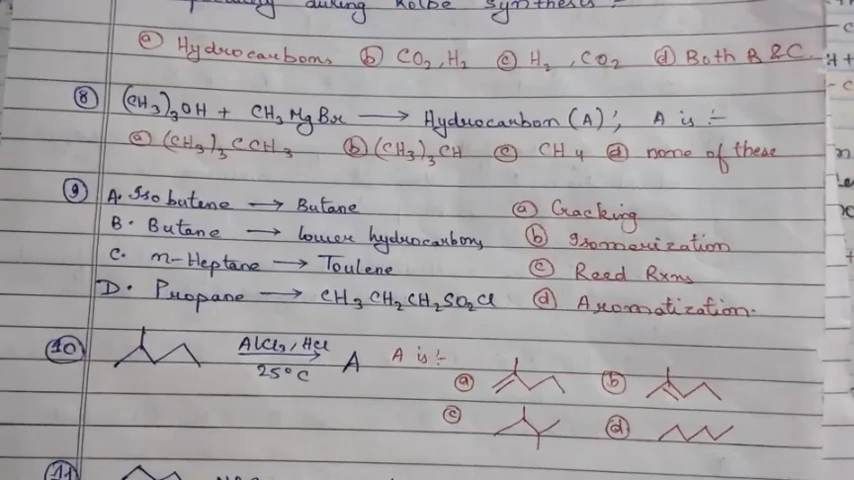 during Kolbe synthesis :-
(a) Hydrocarbons (b) CO2, H2 (c) H2, CO2 (d) Both B & C.
(8) (CH3)3OH + CH3MgBr → Hydrocarbon (A)', A is :-
(a) (CH3)3CCH3 (b) (CH3)3CH (c) CH4 (d) none of these
(9) A. Isobutene → Butane (a) Cracking
B. Butane → lower hydrocarbons (b) Isomerization
C. n-Heptane → Toulene (c) Reed Rxns
D. Propane → CH3CH2CH2SO2Cl (d) Aromatization.
(10) AlCl3/HCl → A A is :-
25°C
(a) (b)
(c) (d)
(11)